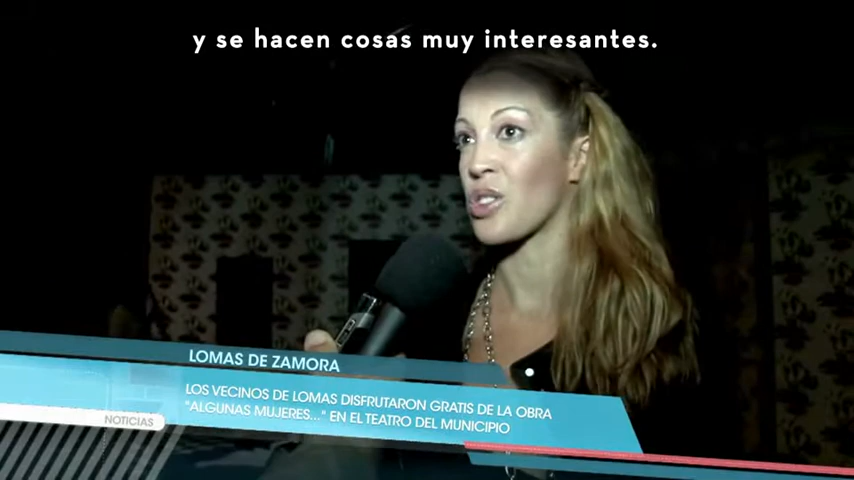 y se hacen cosas muy interesantes.
LOMAS DE ZAMORA
LOS VECINOS DE LOMAS DISFRUTARON GRATIS DE LA OBRA
"ALGUNAS MUJERES..." EN EL TEATRO DEL MUNICIPIO
NOTICIAS